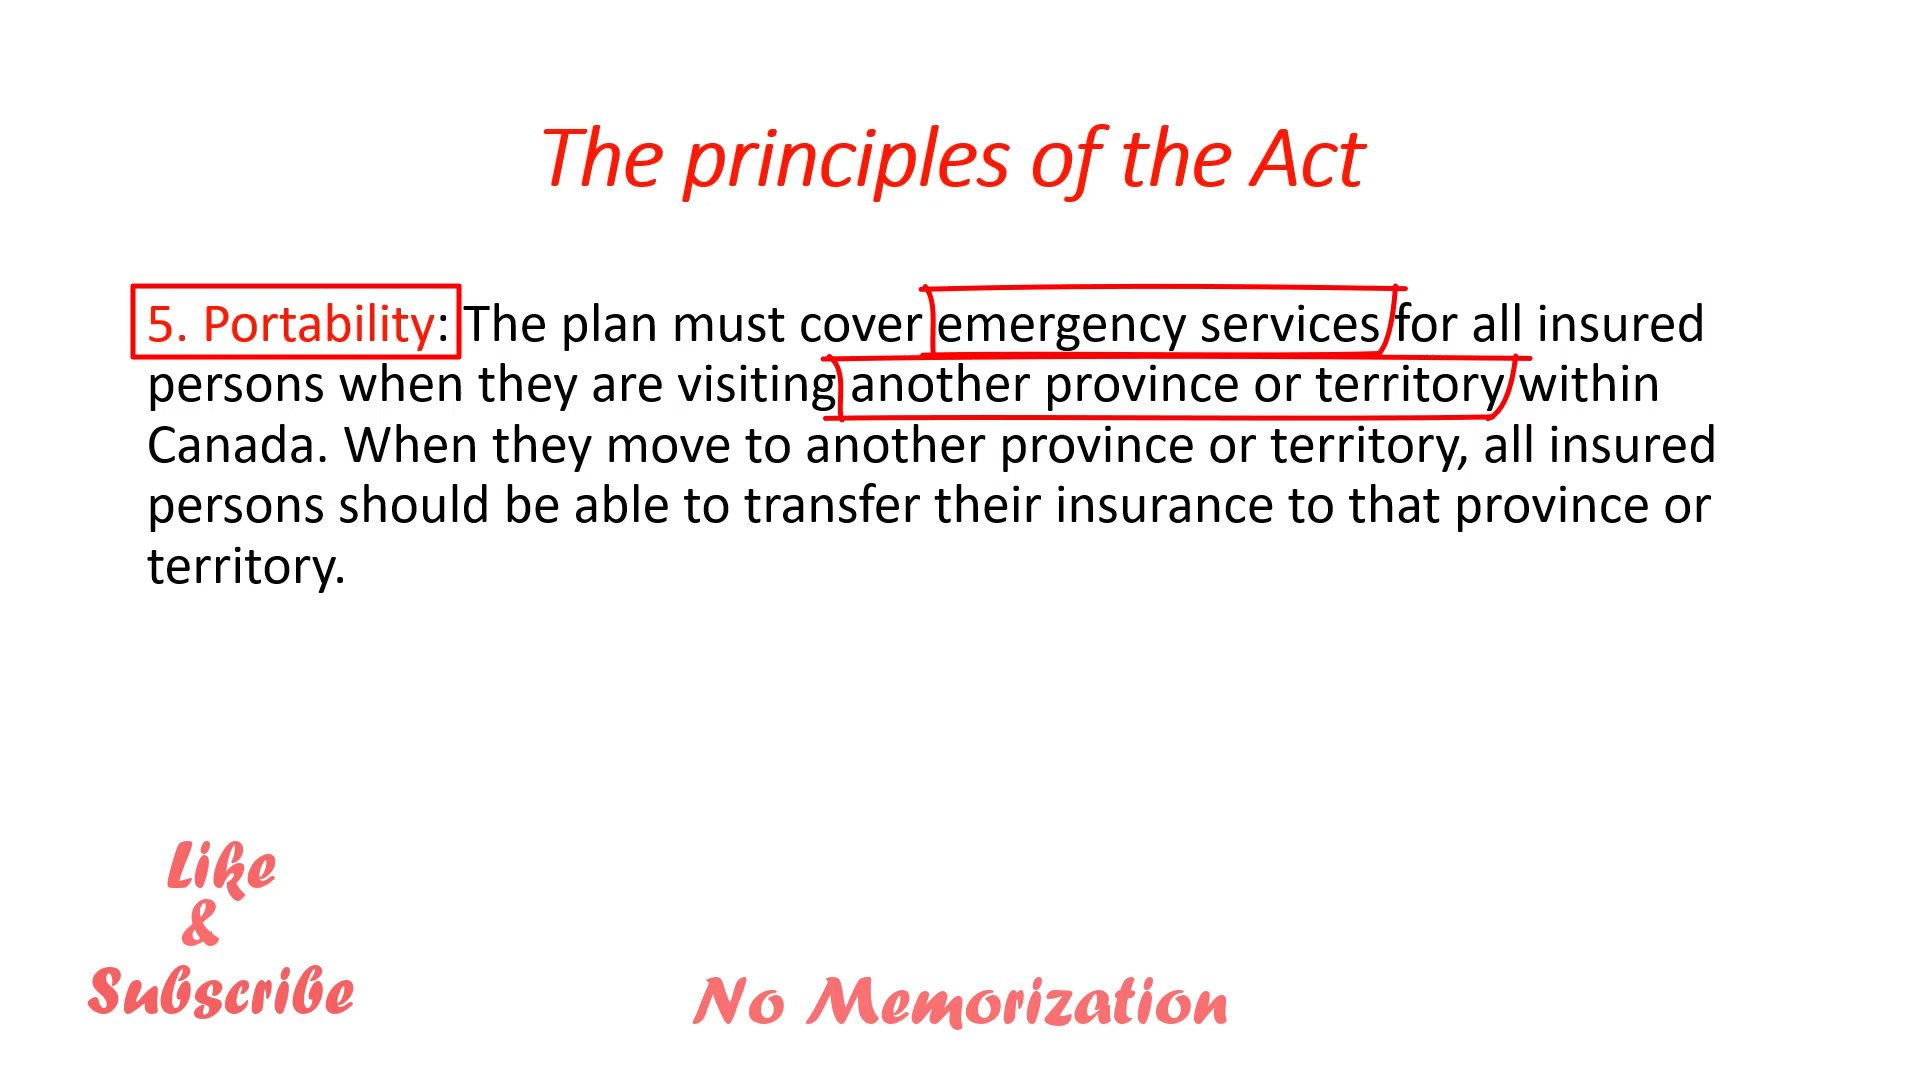 The principles of the Act
5. Portability: The plan must cover emergency services for all insured
persons when they are visiting another province or territory within
Canada. When they move to another province or territory, all insured
persons should be able to transfer their insurance to that province or
territory.
Like
&
Subscribe
No Memorization